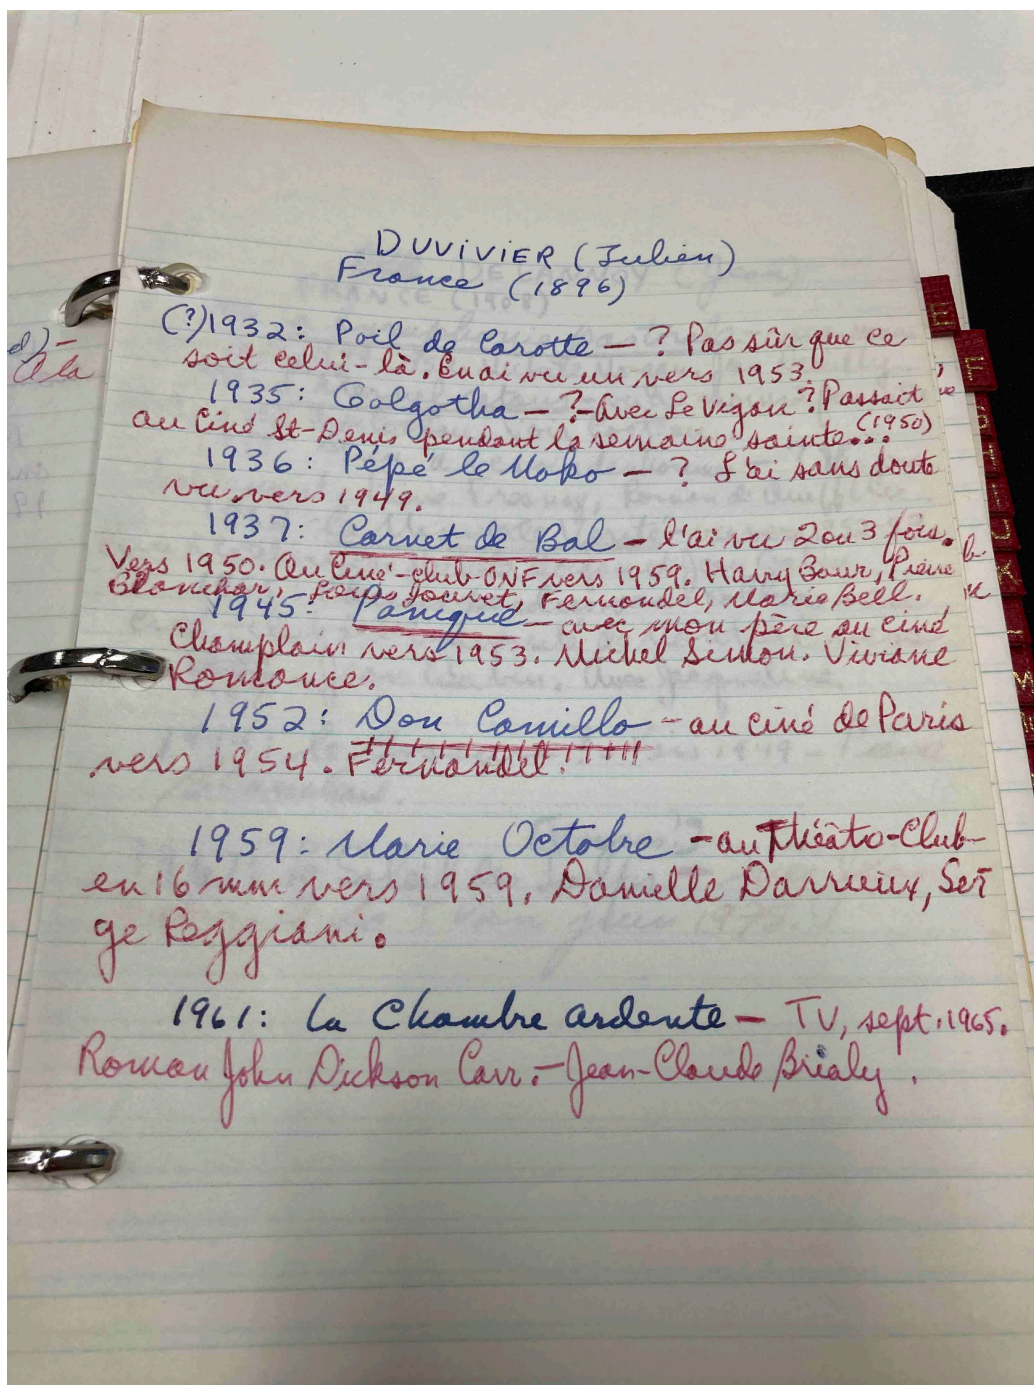 DUVIVIER (Julien)
France (1896)
(?)1932: Poil de Carotte — ? Pas sûr que ce
soit celui-là. En ai vu un vers 1953.
1935: Golgotha — ? - Avec Le Vigan? Passait
au Ciné St-Denis pendant la semaine sainte... (1950)
1936: Pépé le Moko — ? L'ai sans doute
vu vers 1949.
1937: Carnet de Bal — l'ai vu 2 ou 3 fois.
Vers 1950. Au Ciné-club-ONF vers 1959. Harry Baur, Pierre
Blanchar, Louis Jouvet, Fernandel, Marie Bell.
1945: Panique — avec mon père au ciné
Champlain vers 1953. Michel Simon. Viviane
Romance.
1952: Don Camillo - au ciné de Paris
vers 1954. Fernandel.
1959: Marie Octobre - au Théâto-Club-
en 16 mm vers 1959. Danielle Darrieux, Ser
ge Reggiani.
1961: La Chambre ardente — TV, sept. 1965.
Roman John Dickson Carr. - Jean-Claude Brialy.
d) -
à la
E
F
G
H
I
J
K
L
M